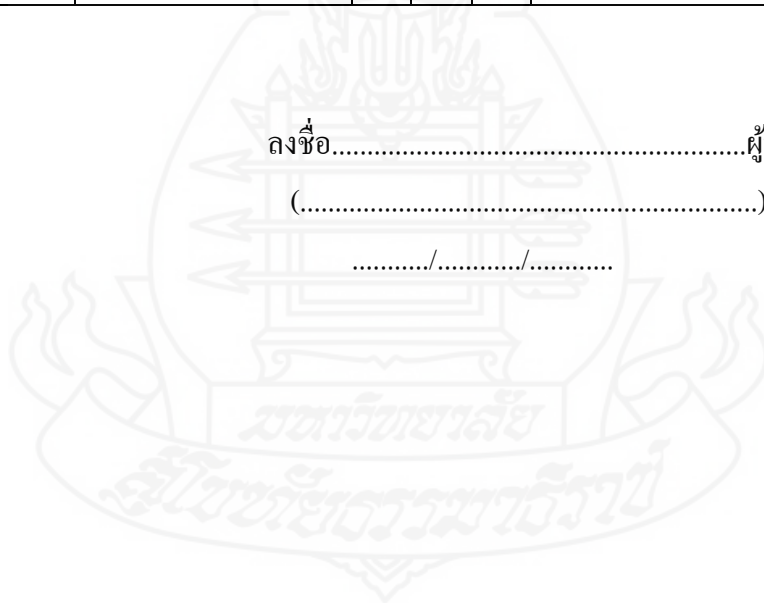 ลงชื่อ...........................................................ผู้
(.................................................................)
.........../............/............
มหาวิทยาลัย
สุโขทัยธรรมาธิราช